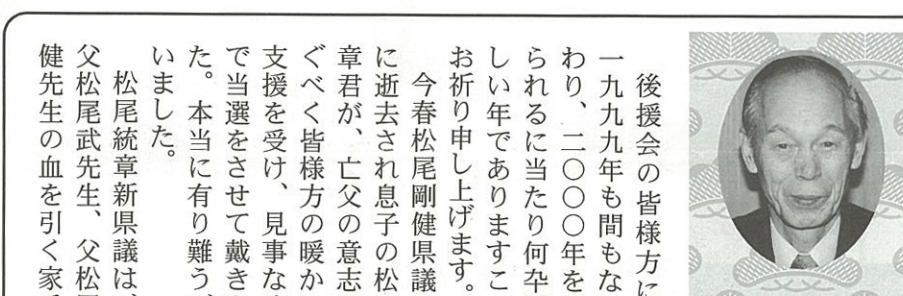 後援会の皆様方に
一九九九年も間もな
わり、二〇〇〇年を
られるに当たり何卆
しい年でありますこ
お祈り申し上げます。
今春松尾剛健県議
に逝去され息子の松
章君が、亡父の意志
ぐべく皆様方の暖か
支援を受け、見事な
で当選をさせて戴き
た。本当に有り難う
いました。
松尾統章新県議は、
父松尾武先生、父松
健先生の血を引く家